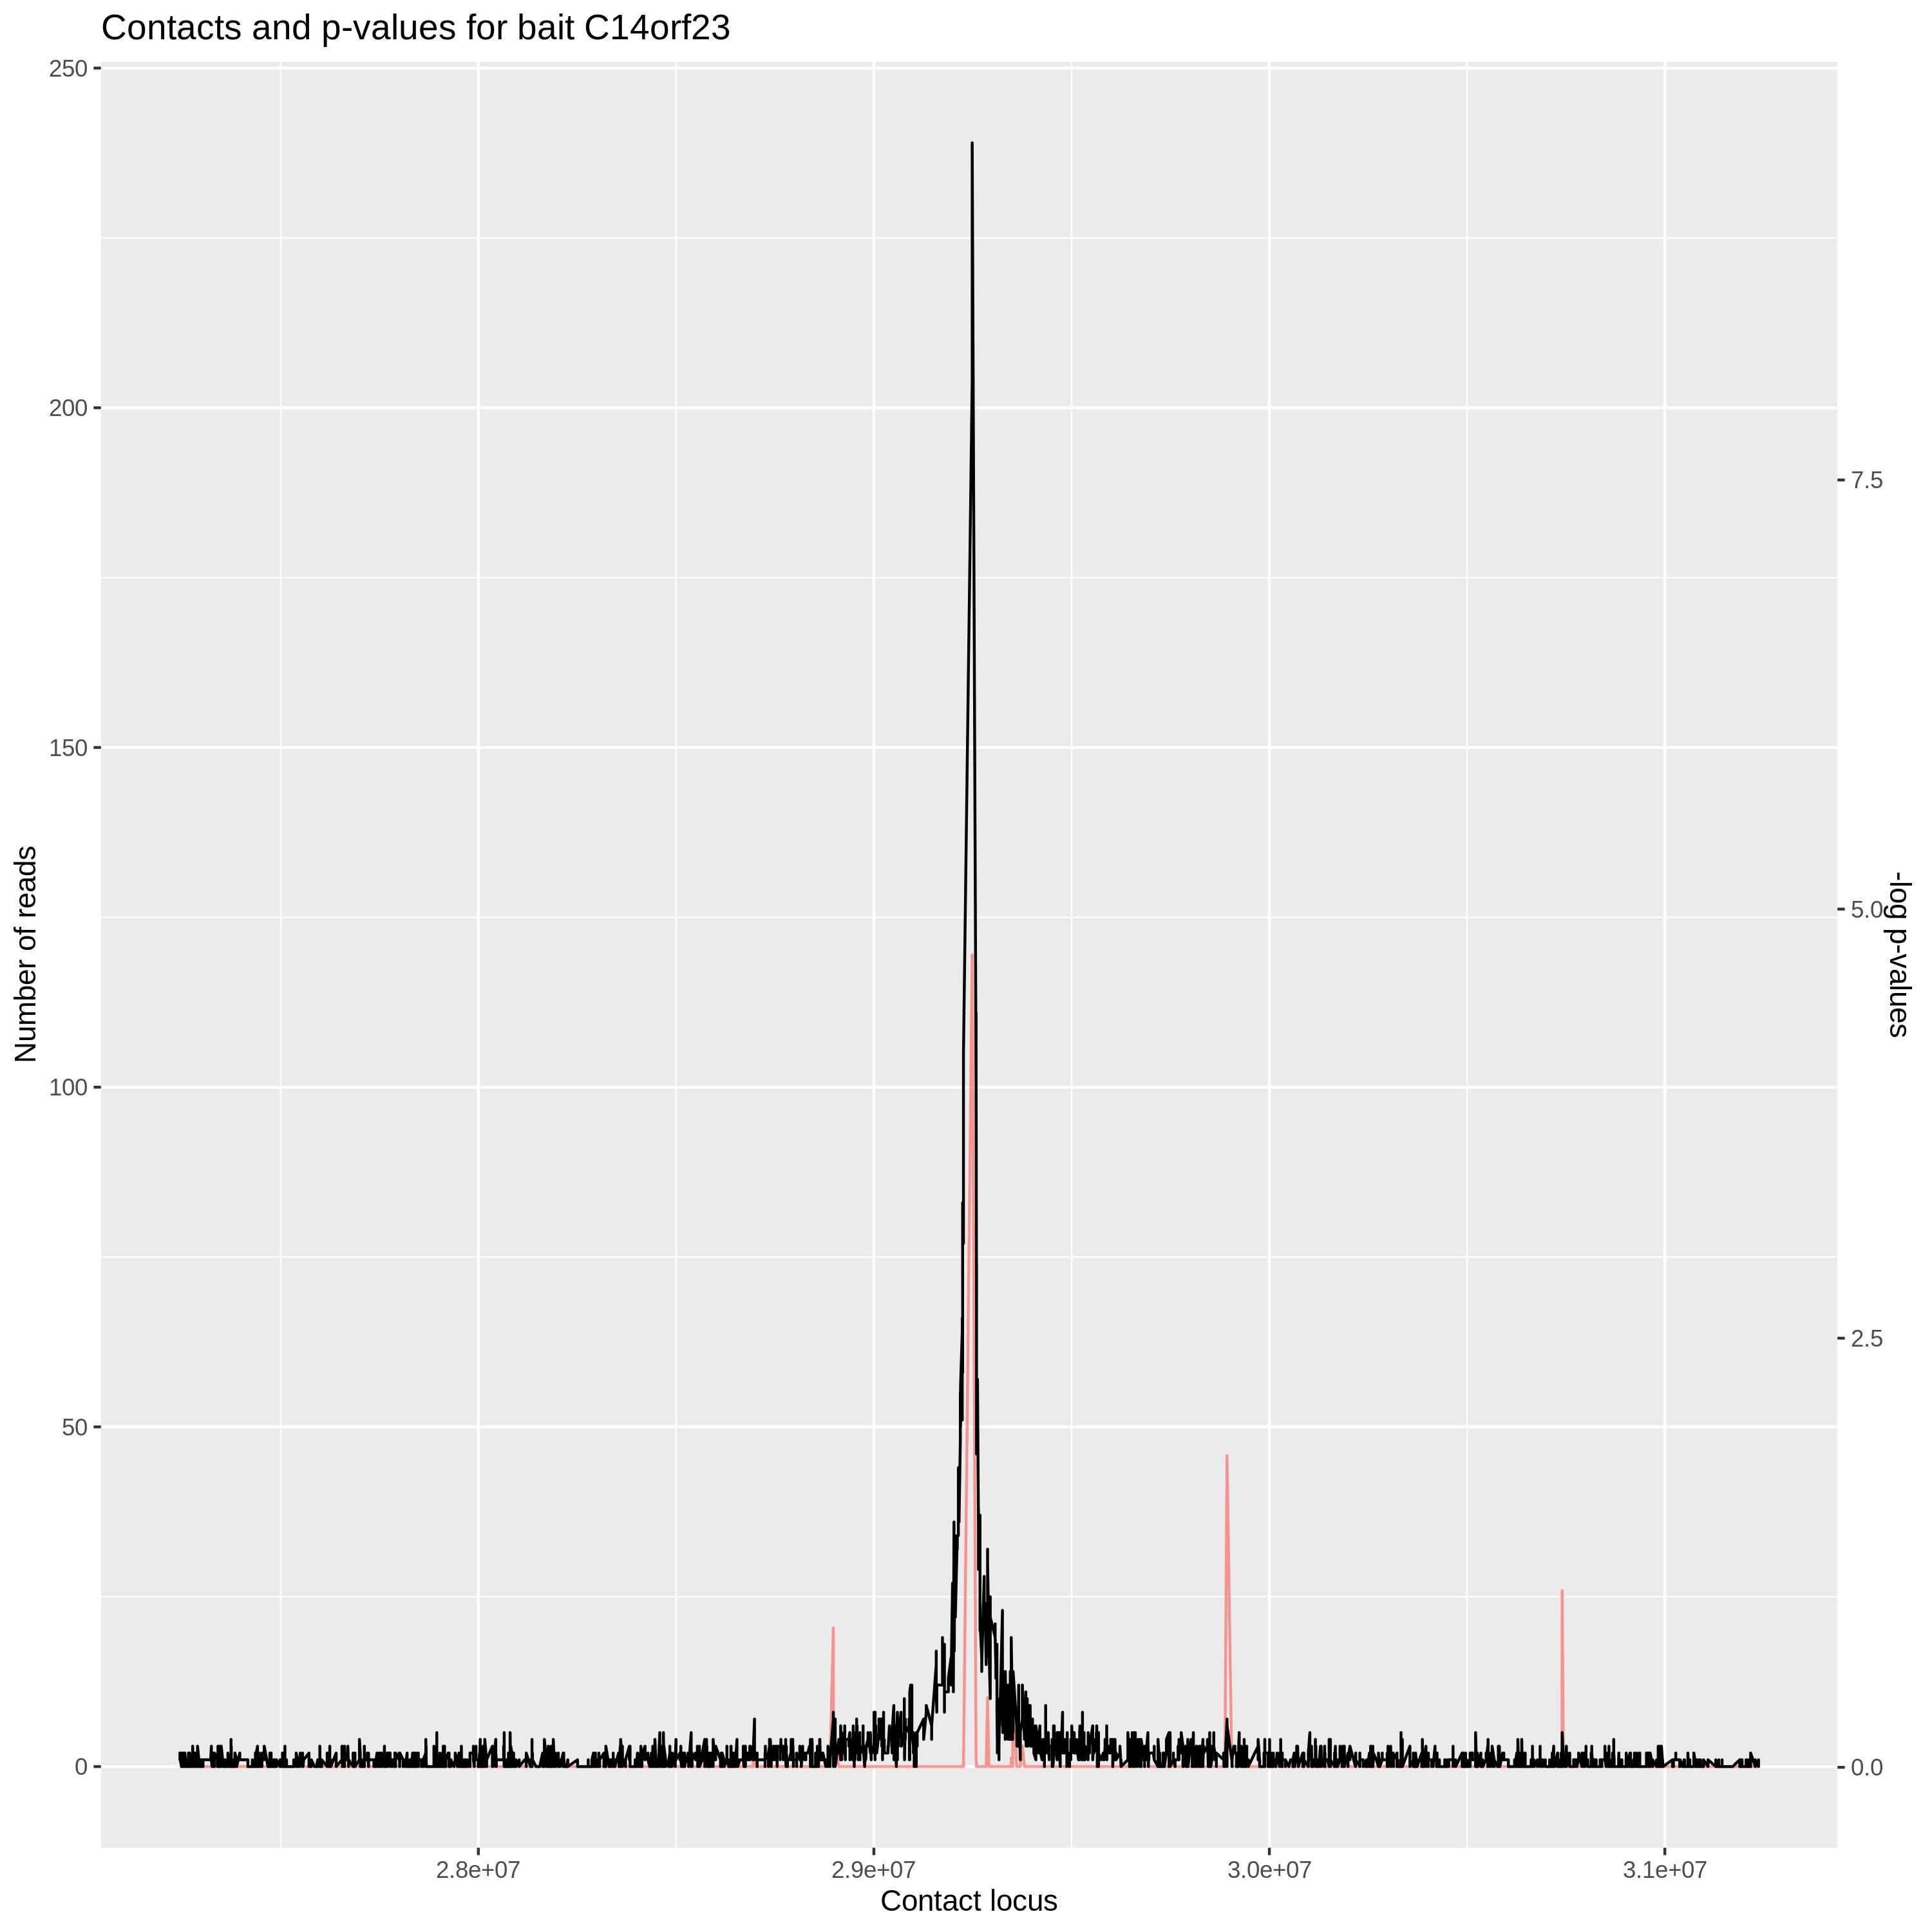 Contacts and p-values for bait C14orf23
250
200
150
100
50
0
Number of reads
7.5
5.0
2.5
0.0
-log p-values
2.8e+07 2.9e+07 3.0e+07 3.1e+07
Contact locus